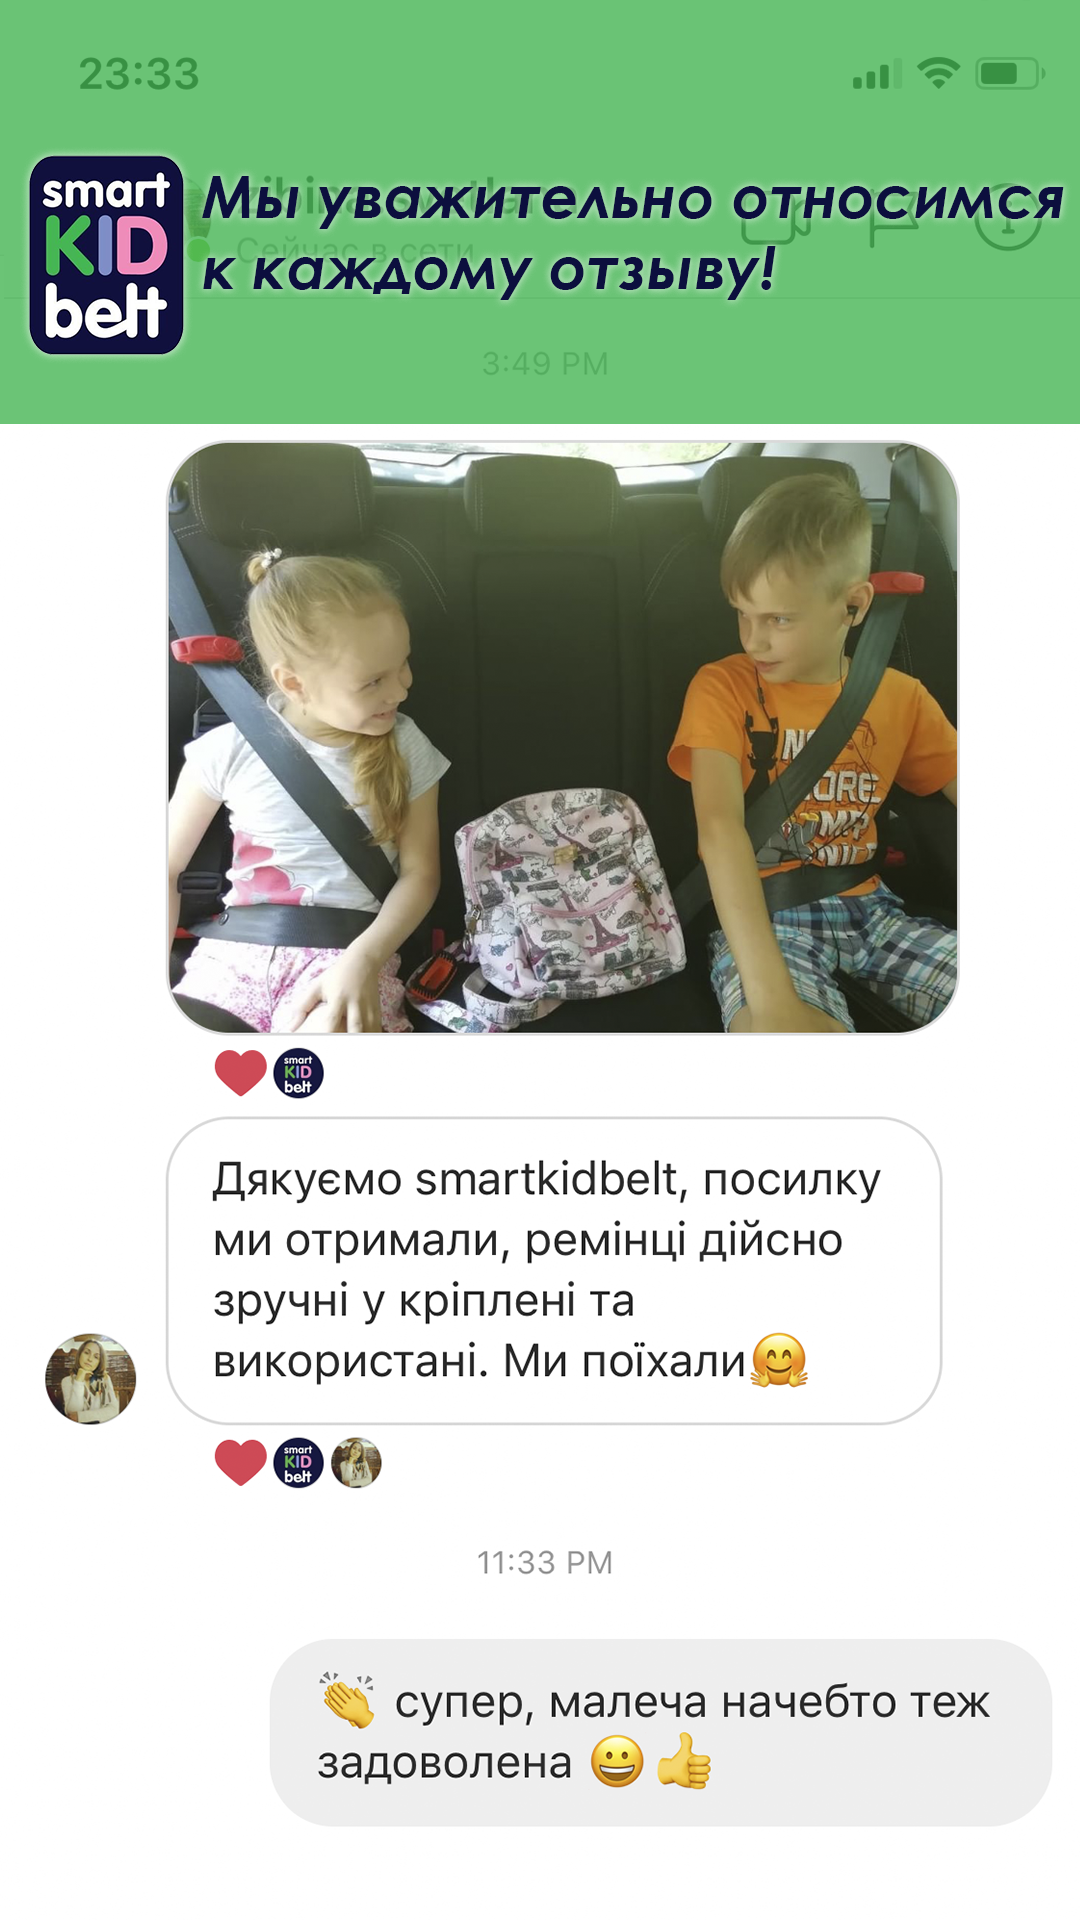 23:33
smart
KID
belt
Мы уважительно относимся
к каждому отзыву!
Сейчас в сети
3:49 PM
smart
KID
belt
Дякуємо smartkidbelt, посилку
ми отримали, ремінці дійсно
зручні у кріплені та
використані. Ми поїхали🤗
smart
KID
belt
11:33 PM
👏 супер, малеча начебто теж
задоволена 😀👍